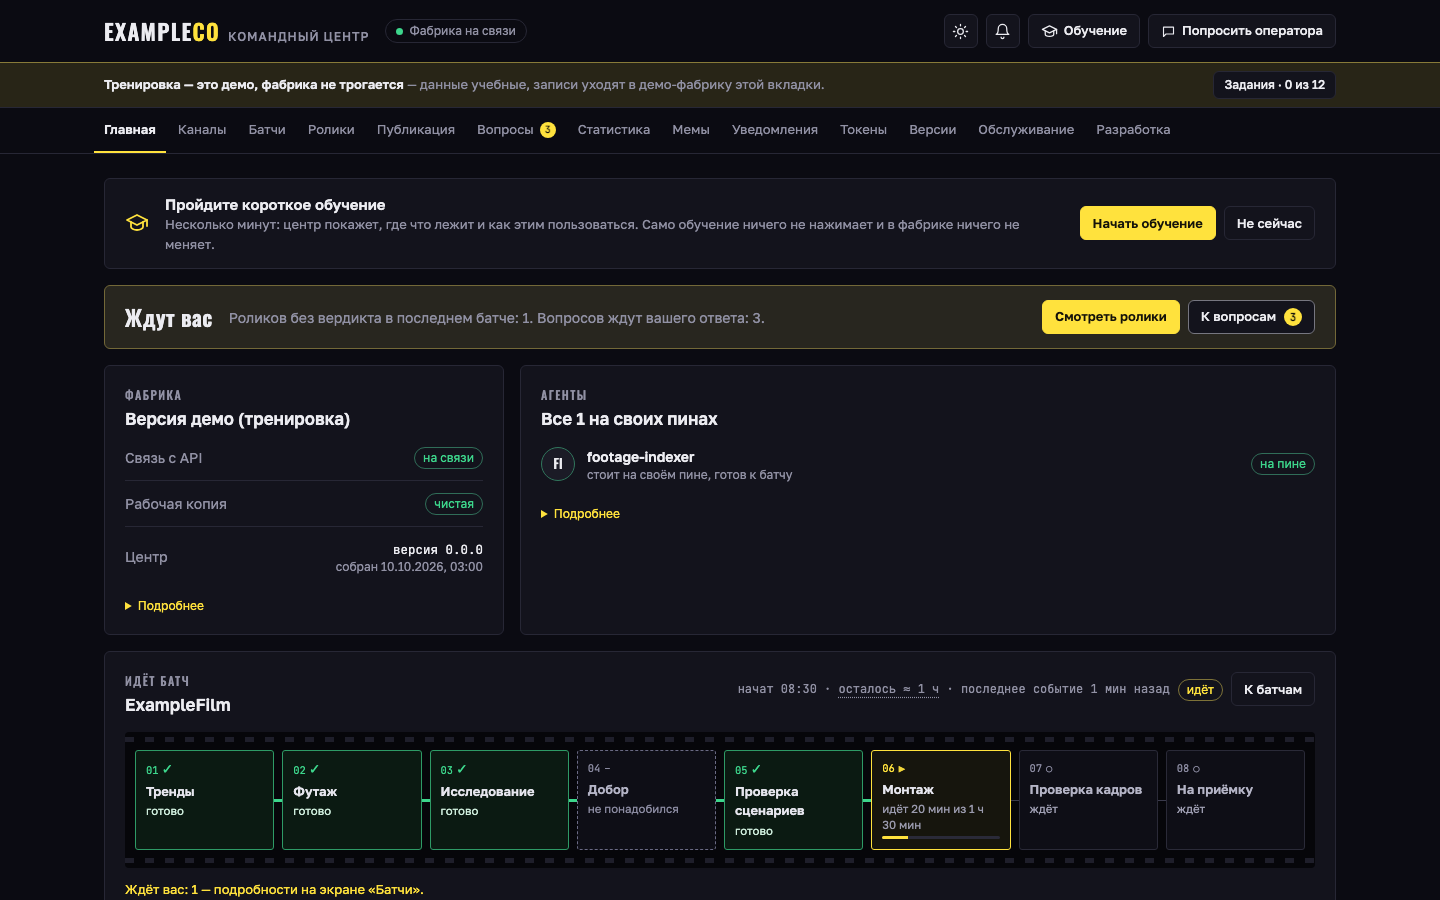 EXAMPLECO КОМАНДНЫЙ ЦЕНТР
Фабрика на связи
Обучение
Попросить оператора
Тренировка — это демо, фабрика не трогается — данные учебные, записи уходят в демо-фабрику этой вкладки.
Задания · 0 из 12
Главная
Каналы
Батчи
Ролики
Публикация
Вопросы 3
Статистика
Мемы
Уведомления
Токены
Версии
Обслуживание
Разработка
Пройдите короткое обучение
Несколько минут: центр покажет, где что лежит и как этим пользоваться. Само обучение ничего не нажимает и в фабрике ничего не
меняет.
Начать обучение
Не сейчас
Ждут вас
Роликов без вердикта в последнем батче: 1. Вопросов ждут вашего ответа: 3.
Смотреть ролики
К вопросам 3
ФАБРИКА
Версия демо (тренировка)
Связь с API
на связи
Рабочая копия
чистая
Центр
версия 0.0.0
собран 10.10.2026, 03:00
▶ Подробнее
АГЕНТЫ
Все 1 на своих пинах
FI
footage-indexer
стоит на своём пине, готов к батчу
на пине
▶ Подробнее
ИДЁТ БАТЧ
ExampleFilm
начат 08:30 · осталось ≈ 1 ч · последнее событие 1 мин назад
идёт
К батчам
01 ✓
Тренды
готово
02 ✓
Футаж
готово
03 ✓
Исследование
готово
04 –
Добор
не понадобился
05 ✓
Проверка
сценариев
готово
06 ▶
Монтаж
идёт 20 мин из 1 ч
30 мин
07 ○
Проверка кадров
ждёт
08 ○
На приёмку
ждёт
Ждёт вас: 1 — подробности на экране «Батчи».